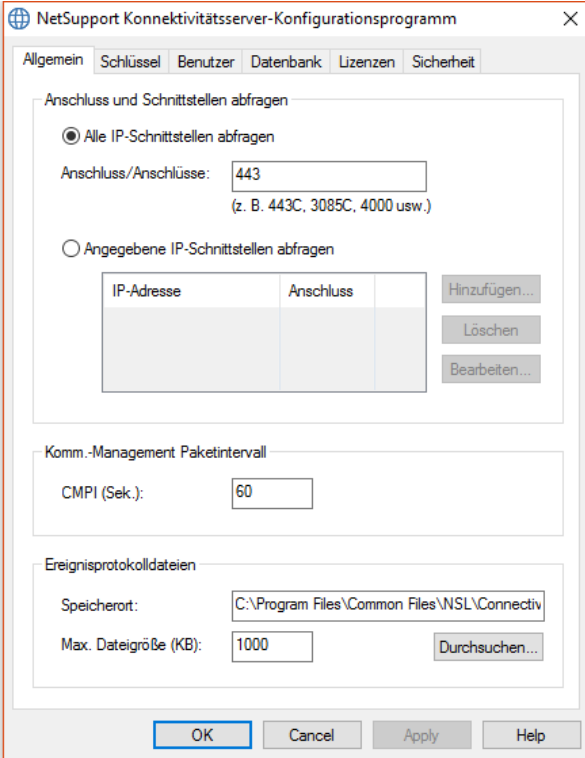 NetSupport Konnektivitätsserver-Konfigurationsprogramm
Allgemein Schlüssel Benutzer Datenbank Lizenzen Sicherheit
Anschluss und Schnittstellen abfragen
Alle IP-Schnittstellen abfragen
Anschluss/Anschlüsse: 443
(z. B. 443C, 3085C, 4000 usw.)
Angegebene IP-Schnittstellen abfragen
IP-Adresse Anschluss
Hinzufügen...
Löschen
Bearbeiten...
Komm.-Management Paketintervall
CMPI (Sek.): 60
Ereignisprotokolldateien
Speicherort: C:\Program Files\Common Files\NSL\Connectiv
Max. Dateigröße (KB): 1000 Durchsuchen...
OK Cancel Apply Help